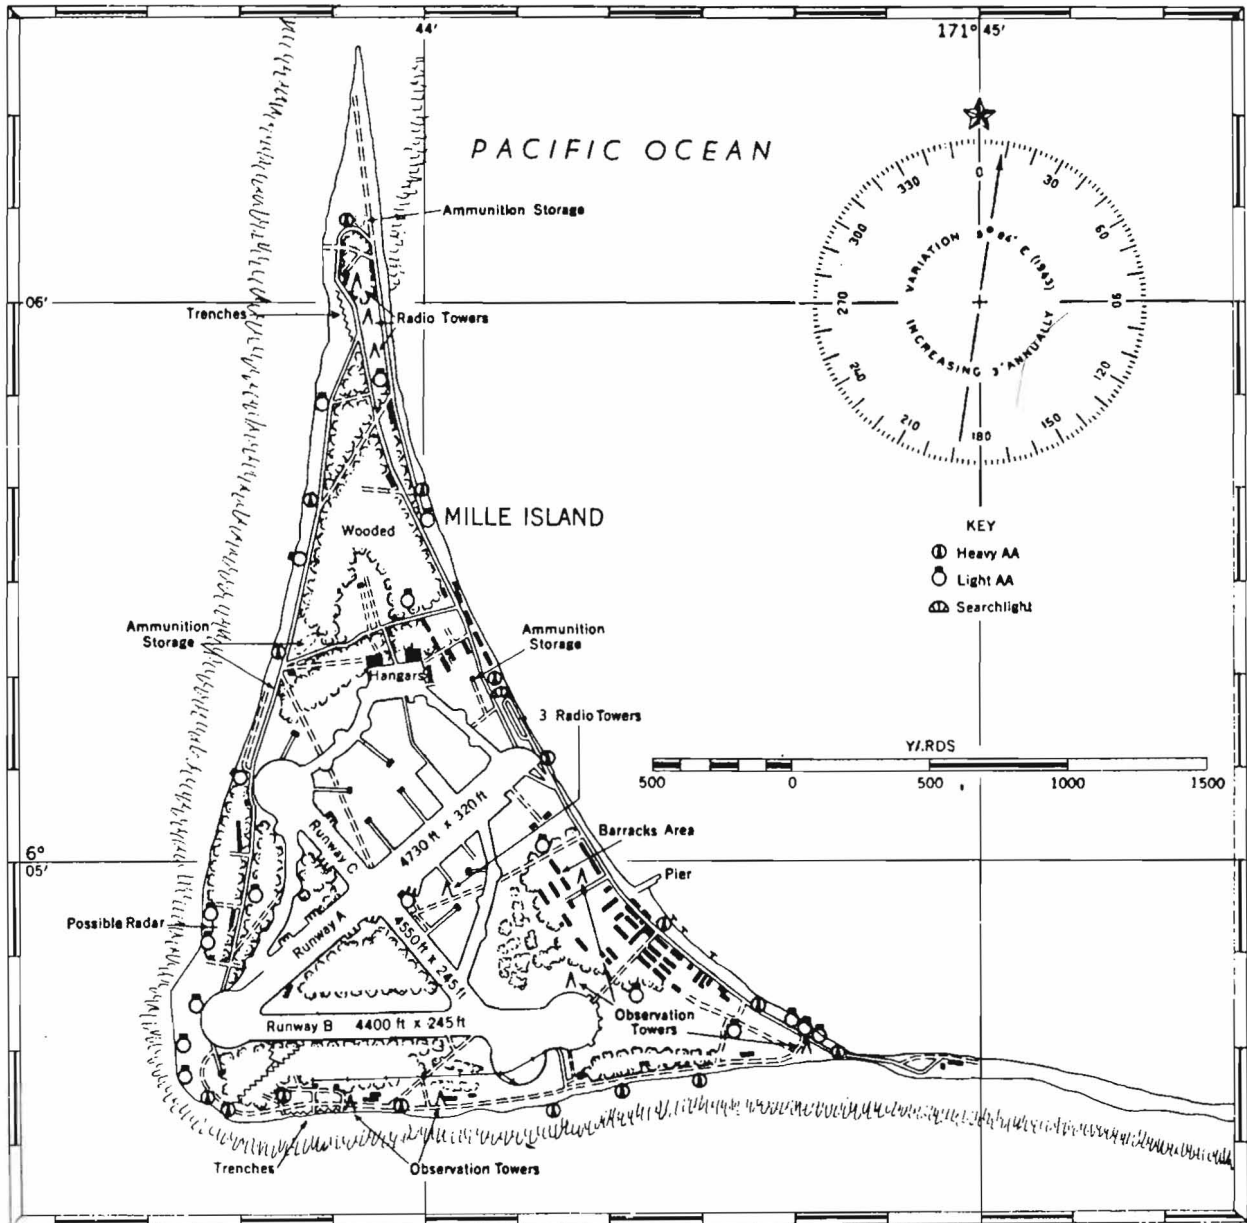 44'
171° 45'
PACIFIC OCEAN
0
30
60
90
120
150
180
210
240
270
300
330
VARIATION
E (1943)
INCREASING 3' ANNUALLY
Ammunition Storage
06'
Trenches
Radio Towers
MILLE ISLAND
Wooded
KEY
Heavy AA
Light AA
Searchlight
Ammunition
Storage
Ammunition
Storage
Hangars
3 Radio Towers
YARDS
500
0
500
1000
1500
Runway C
4730 ft x 320 ft
Barracks Area
6°
05'
Pier
Possible Radar
Runway A
4550 ft x 245 ft
Runway B
4400 ft x 245 ft
Observation
Towers
Trenches
Observation Towers